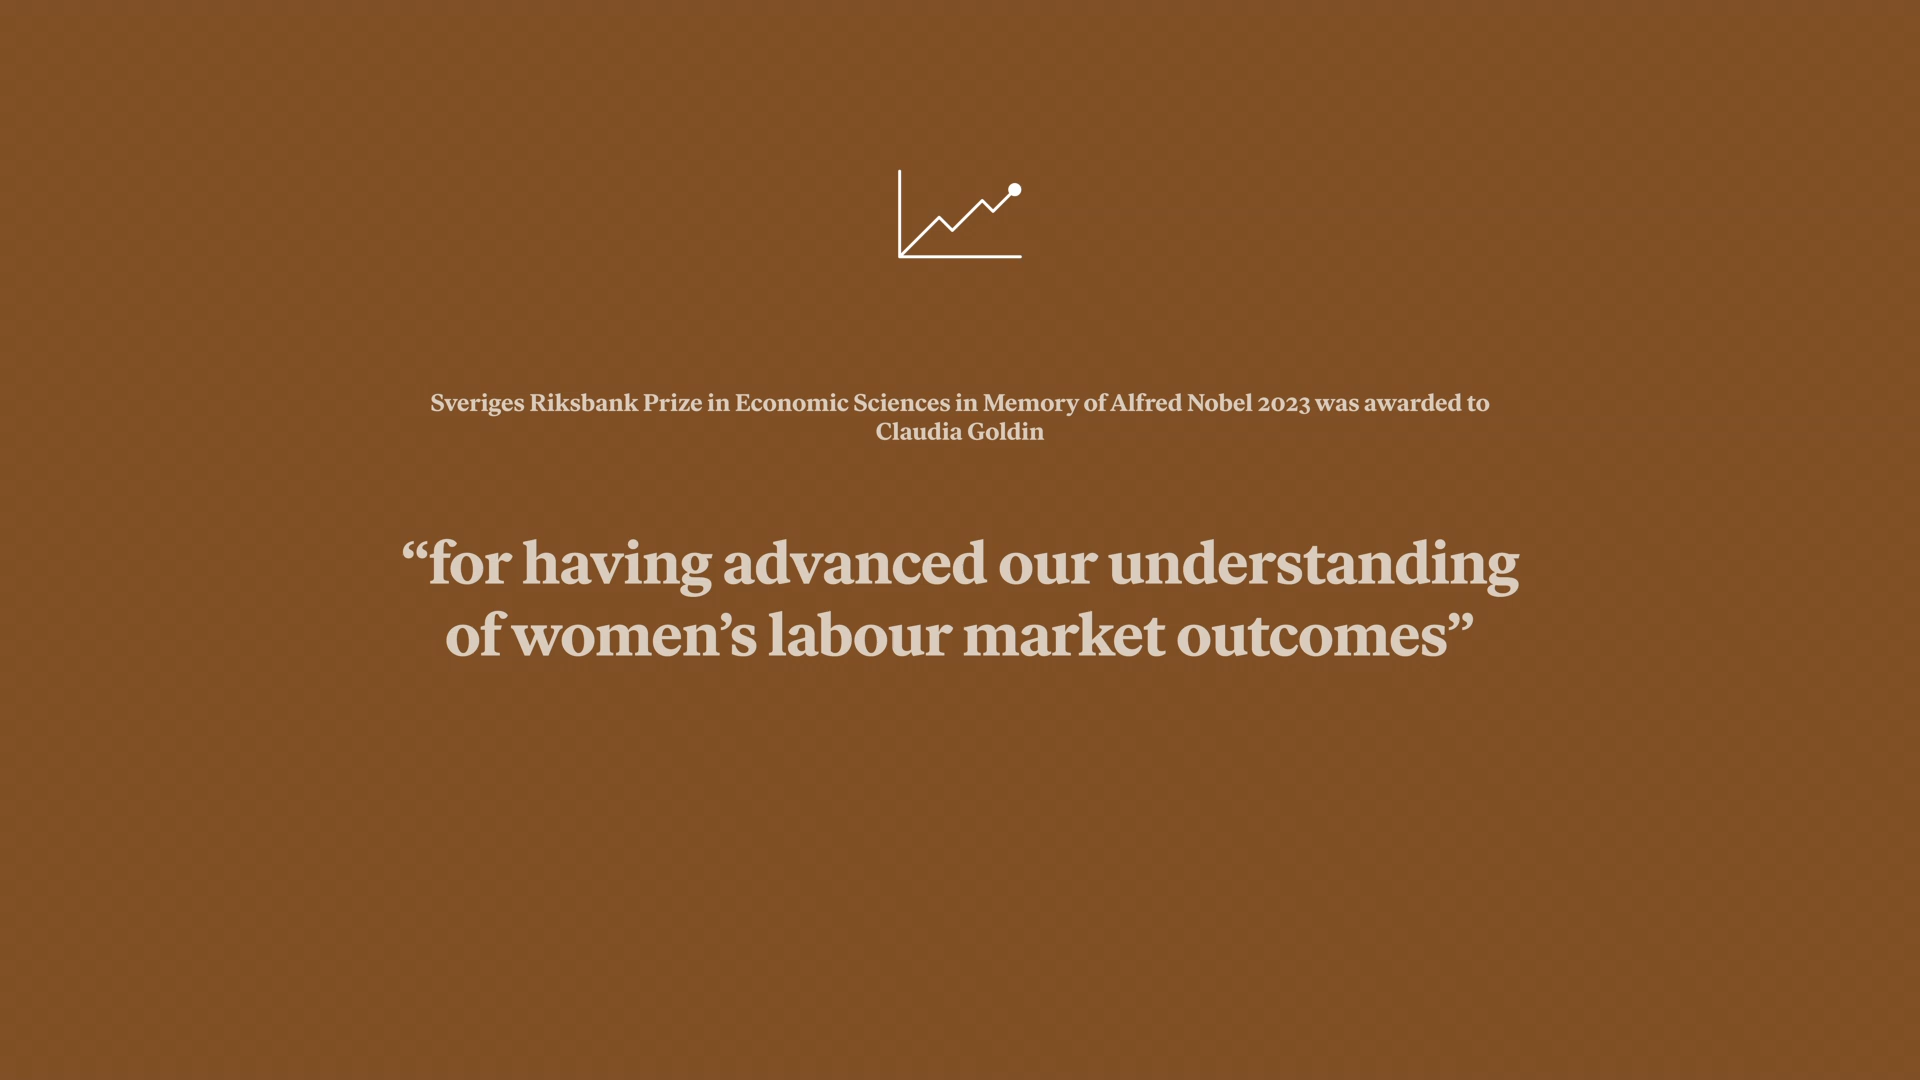 Sveriges Riksbank Prize in Economic Sciences in Memory of Alfred Nobel 2023 was awarded to
Claudia Goldin
“for having advanced our understanding
of women’s labour market outcomes”